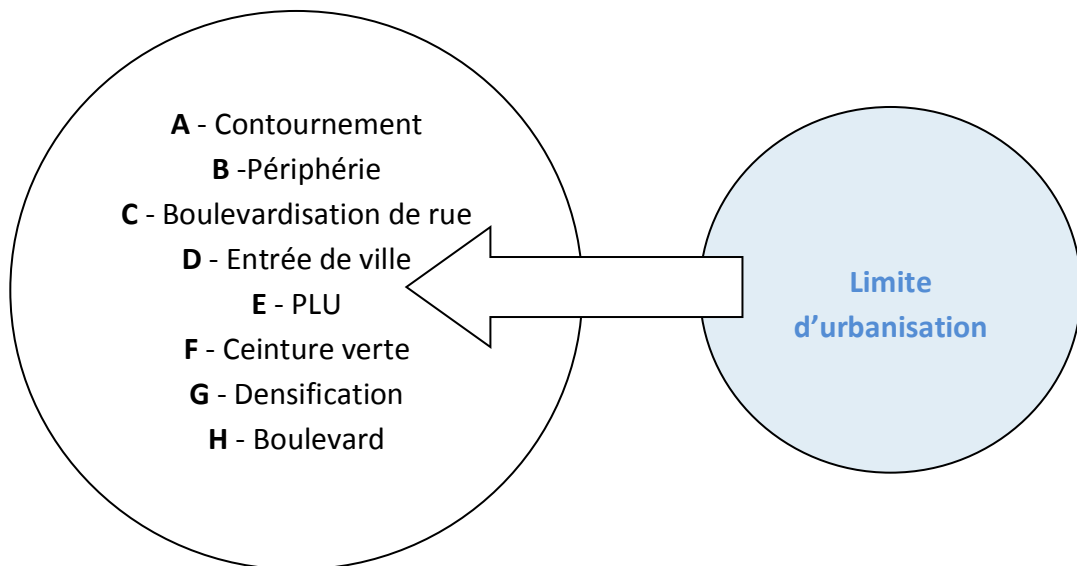 A - Contournement
B -Périphérie
C - Boulevardisation de rue
D - Entrée de ville
E - PLU
F - Ceinture verte
G - Densification
H - Boulevard
Limite
d’urbanisation